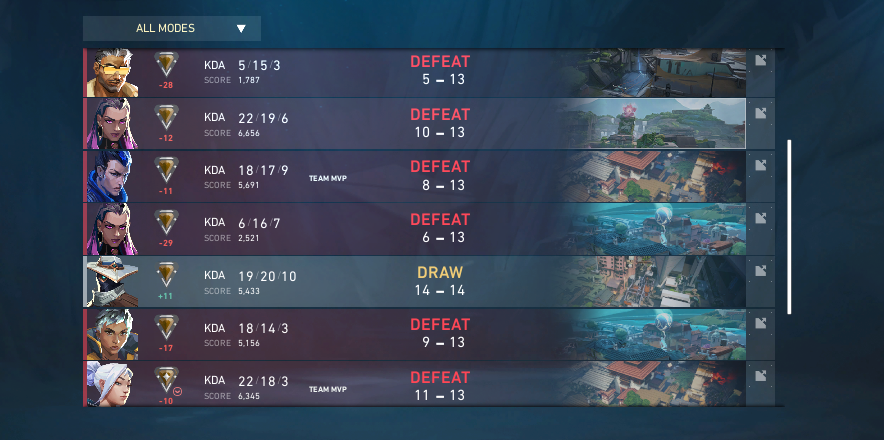 ALL MODES ▼
KDA 5/15/3
SCORE 1,787
-28
DEFEAT
5 – 13
KDA 22/19/6
SCORE 6,656
-12
DEFEAT
10 – 13
KDA 18/17/9
SCORE 5,691
-11
TEAM MVP
DEFEAT
8 – 13
KDA 6/16/7
SCORE 2,521
-29
DEFEAT
6 – 13
KDA 19/20/10
SCORE 5,433
+11
DRAW
14 – 14
KDA 18/14/3
SCORE 5,156
-17
DEFEAT
9 – 13
KDA 22/18/3
SCORE 6,345
-10
TEAM MVP
DEFEAT
11 – 13